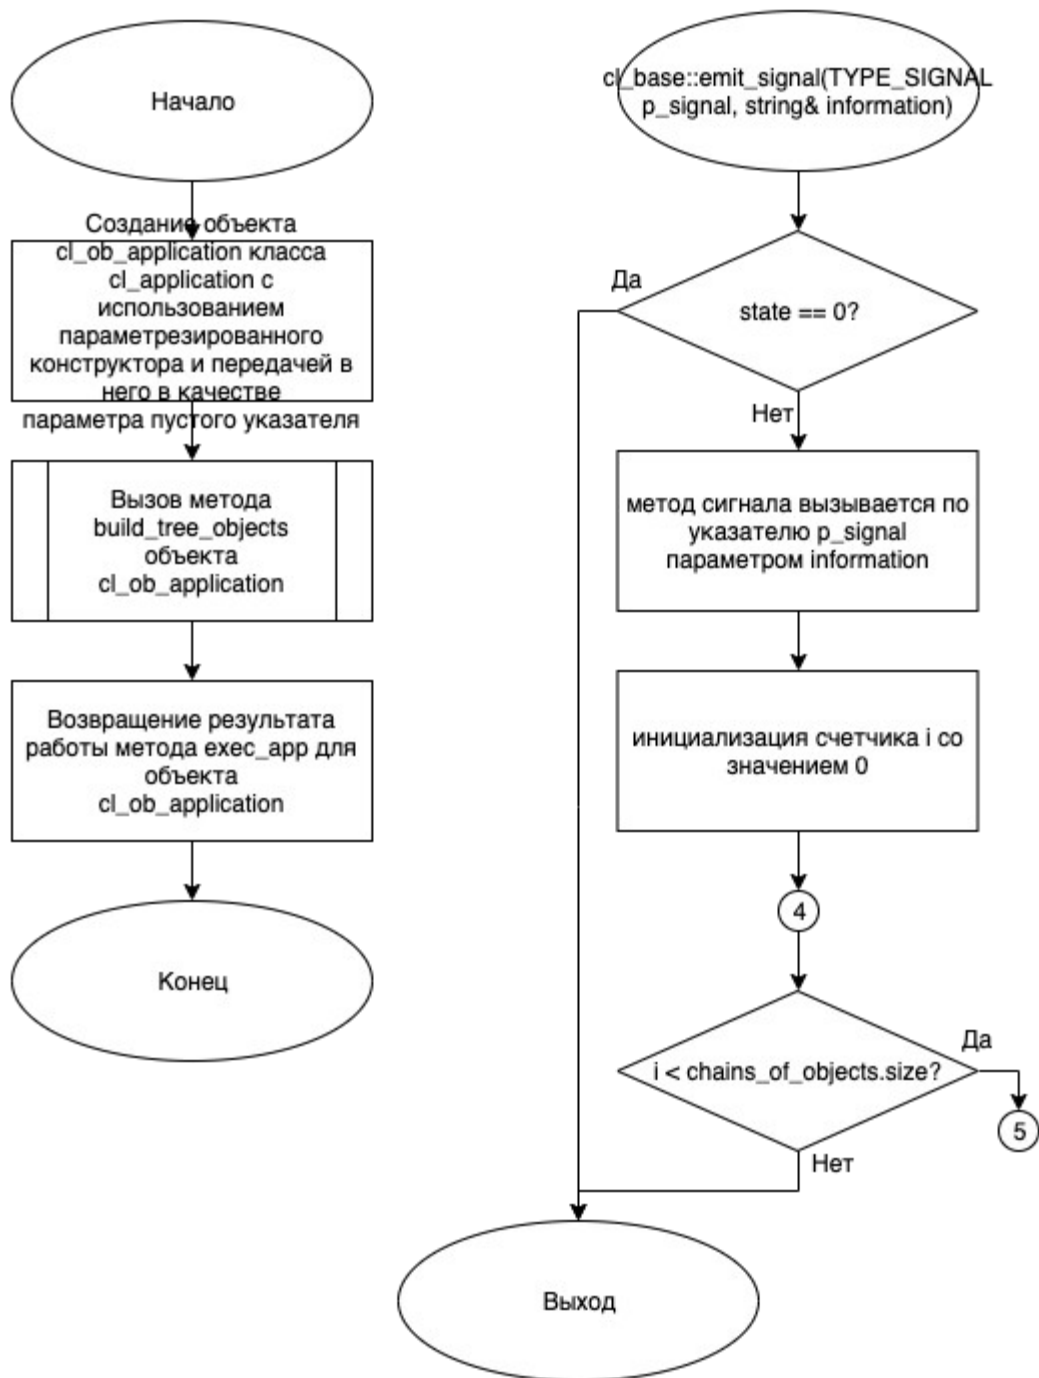 Начало
Создание объекта
cl_ob_application класса
cl_application с
использованием
параметрезированного
конструктора и передачей в
него в качестве
параметра пустого указателя
Вызов метода
build_tree_objects
объекта
cl_ob_application
Возвращение результата
работы метода exec_app для
объекта
cl_ob_application
Конец
cl_base::emit_signal(TYPE_SIGNAL
p_signal, string& information)
Да
state == 0?
Нет
метод сигнала вызывается по
указателю p_signal
параметром information
инициализация счетчика i со
значением 0
4
Да
i < chains_of_objects.size?
5
Нет
Выход